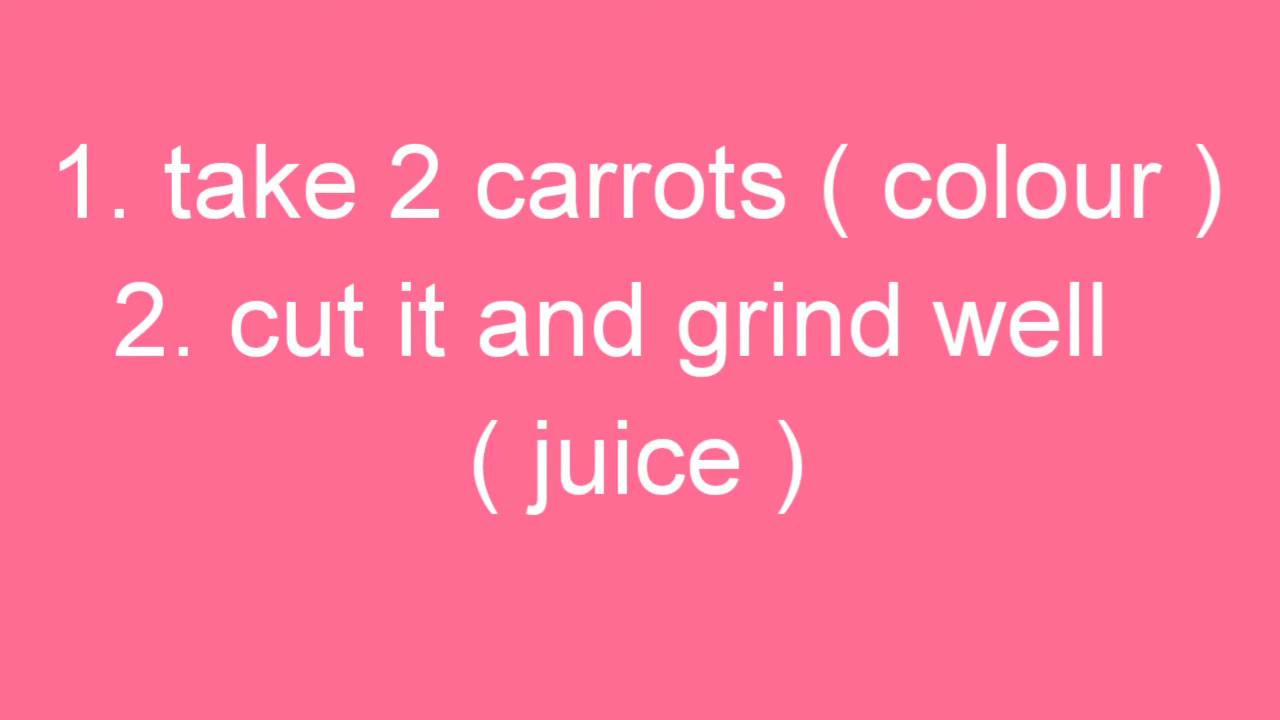 1. take 2 carrots ( colour )
2. cut it and grind well
( juice )